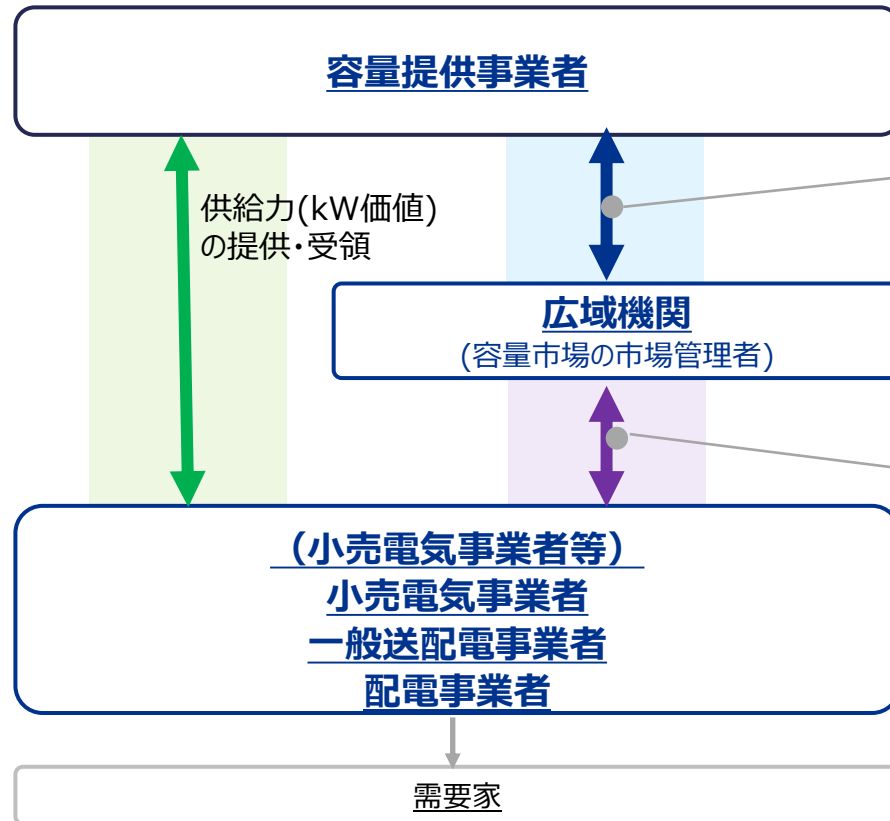 容量提供事業者
供給力(kW価値)
の提供・受領
広域機関
(容量市場の市場管理者)
（小売電気事業者等）
小売電気事業者
一般送配電事業者
配電事業者
需要家